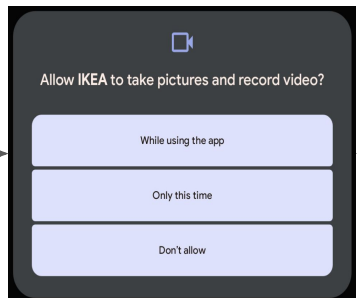 Allow IKEA to take pictures and record video?
While using the app
Only this time
Don't allow